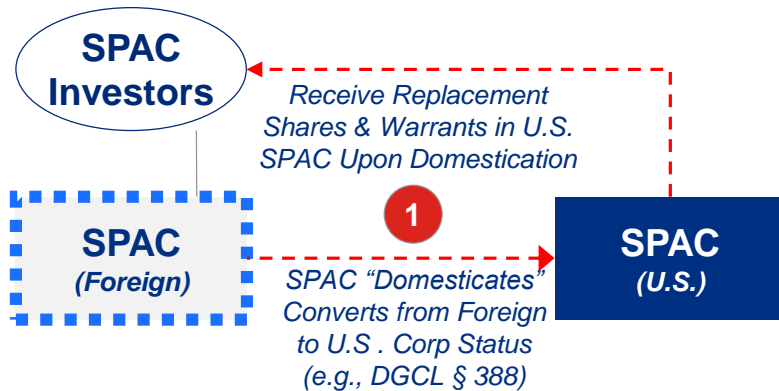 SPAC
Investors
Receive Replacement
Shares & Warrants in U.S.
SPAC Upon Domestication
1
SPAC
(Foreign)
SPAC
(U.S.)
SPAC “Domesticates”
Converts from Foreign
to U.S . Corp Status
(e.g., DGCL § 388)